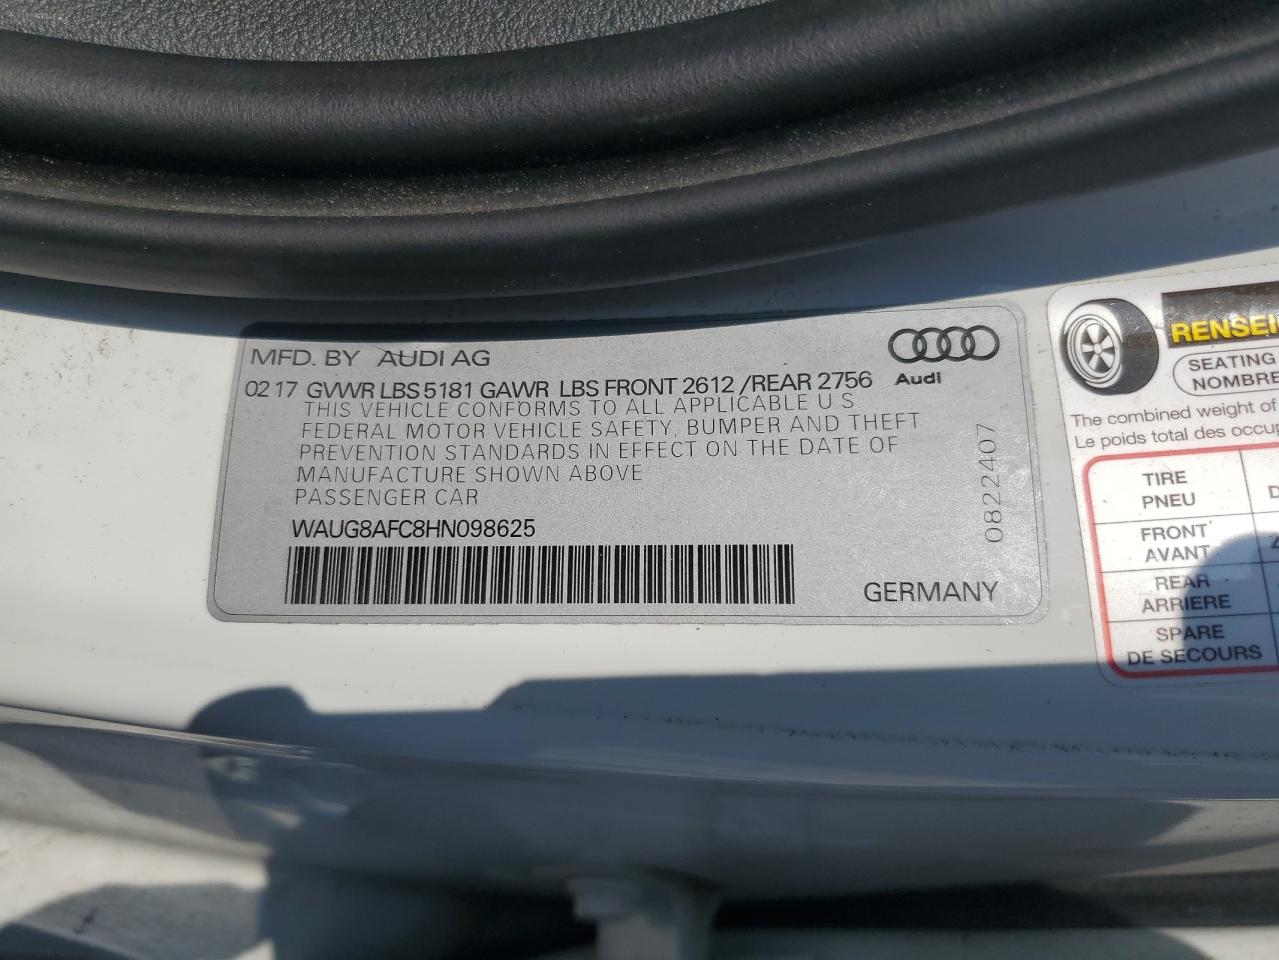 MFD. BY AUDI AG
02 17 GVWR LBS 5181 GAWR LBS FRONT 2612 /REAR 2756
THIS VEHICLE CONFORMS TO ALL APPLICABLE U S
FEDERAL MOTOR VEHICLE SAFETY, BUMPER AND THEFT
PREVENTION STANDARDS IN EFFECT ON THE DATE OF
MANUFACTURE SHOWN ABOVE
PASSENGER CAR
WAUG8AFC8HN098625
Audi
0822407
GERMANY
SEATING
The combined weight of
Le poids total des
TIRE
PNEU
FRONT
AVANT
REAR
ARRIERE
SPARE
DE SECOURS